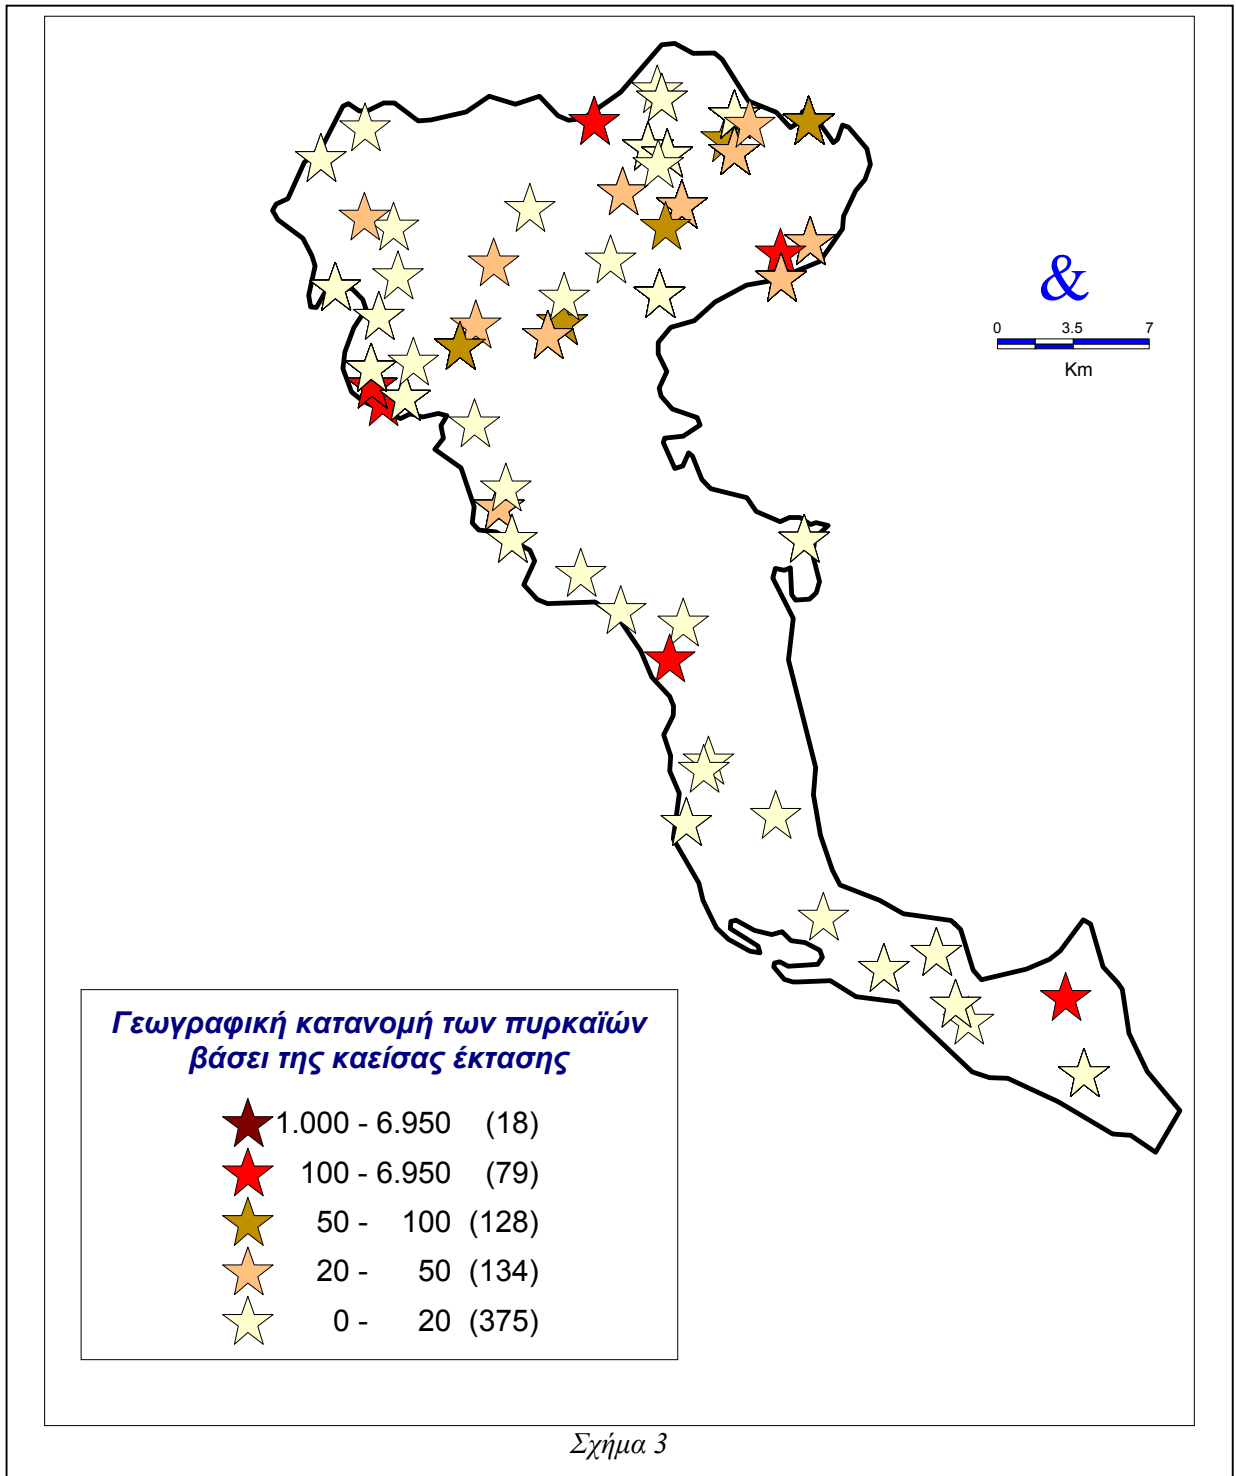 &
0 3.5 7
Km
Γεωγραφική κατανομή των πυρκαϊών
βάσει της καείσας έκτασης
1.000 - 6.950 (18)
100 - 6.950 (79)
50 - 100 (128)
20 - 50 (134)
0 - 20 (375)
Σχήμα 3